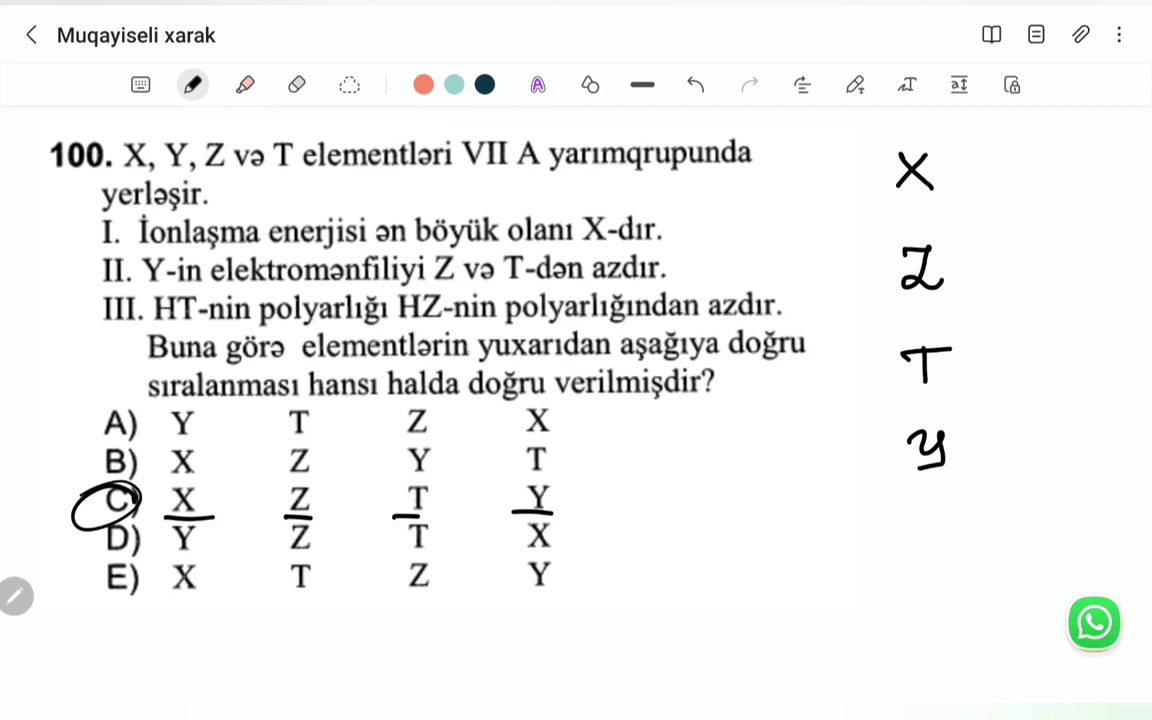 Muqayiseli xarak
100. X, Y, Z və T elementləri VII A yarımqrupunda
yerləşir.
I. İonlaşma enerjisi ən böyük olanı X-dır.
II. Y-in elektromənfiliyi Z və T-dən azdır.
III. HT-nin polyarlığı HZ-nin polyarlığından azdır.
Buna görə elementlərin yuxarıdan aşağıya doğru
sıralanması hansı halda doğru verilmişdir?
A) Y T Z X
B) X Z Y T
C) X Z T Y
D) Y Z T X
E) X T Z Y
X
Z
T
y